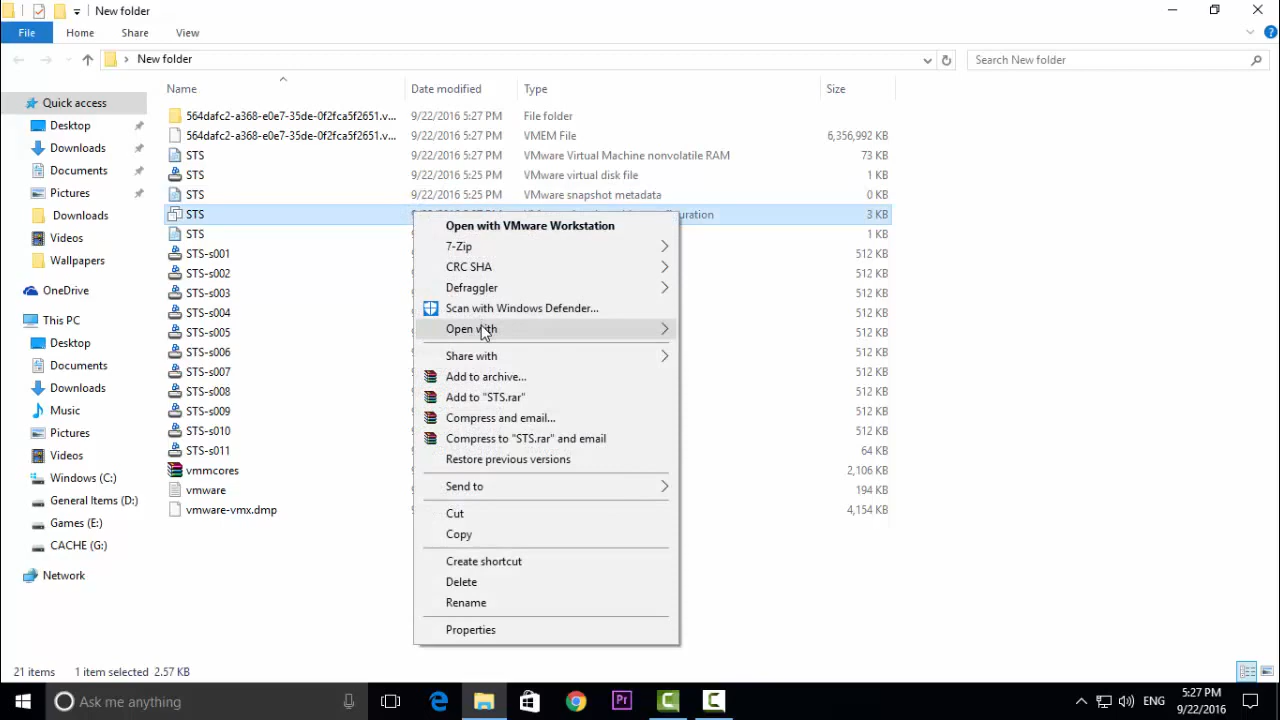 New folder
File Home Share View
New folder
Search New folder
Name Date modified Type Size
Quick access
Desktop
Downloads
Documents
Pictures
Downloads
Videos
Wallpapers
OneDrive
This PC
Desktop
Documents
Downloads
Music
Pictures
Videos
Windows (C:)
General Items (D:)
Games (E:)
CACHE (G:)
Network
564dafc2-a368-e0e7-35de-0f2fca5f2651.v... 9/22/2016 5:27 PM File folder
564dafc2-a368-e0e7-35de-0f2fca5f2651.v... 9/22/2016 5:27 PM VMEM File 6,356,992 KB
STS 9/22/2016 5:27 PM VMware Virtual Machine nonvolatile RAM 73 KB
STS 9/22/2016 5:25 PM VMware virtual disk file 1 KB
STS 9/22/2016 5:25 PM VMware snapshot metadata 0 KB
STS 3 KB
STS 1 KB
STS-s001 512 KB
STS-s002 512 KB
STS-s003 512 KB
STS-s004 512 KB
STS-s005 512 KB
STS-s006 512 KB
STS-s007 512 KB
STS-s008 512 KB
STS-s009 512 KB
STS-s010 512 KB
STS-s011 64 KB
vmmcores 2,106 KB
vmware 194 KB
vmware-vmx.dmp 4,154 KB
Open with VMware Workstation
7-Zip
CRC SHA
Defraggler
Scan with Windows Defender...
Open with
Share with
Add to archive...
Add to "STS.rar"
Compress and email...
Compress to "STS.rar" and email
Restore previous versions
Send to
Cut
Copy
Create shortcut
Delete
Rename
Properties
21 items 1 item selected 2.57 KB
Ask me anything
Pr
ENG
5:27 PM
9/22/2016